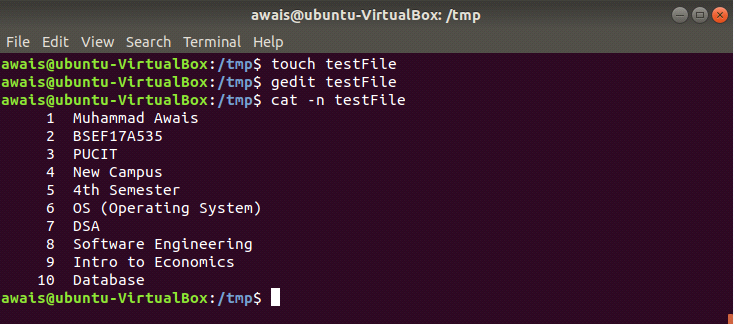 awais@ubuntu-VirtualBox: /tmp
File Edit View Search Terminal Help
awais@ubuntu-VirtualBox:/tmp$ touch testFile
awais@ubuntu-VirtualBox:/tmp$ gedit testFile
awais@ubuntu-VirtualBox:/tmp$ cat -n testFile
     1  Muhammad Awais
     2  BSEF17A535
     3  PUCIT
     4  New Campus
     5  4th Semester
     6  OS (Operating System)
     7  DSA
     8  Software Engineering
     9  Intro to Economics
    10  Database
awais@ubuntu-VirtualBox:/tmp$